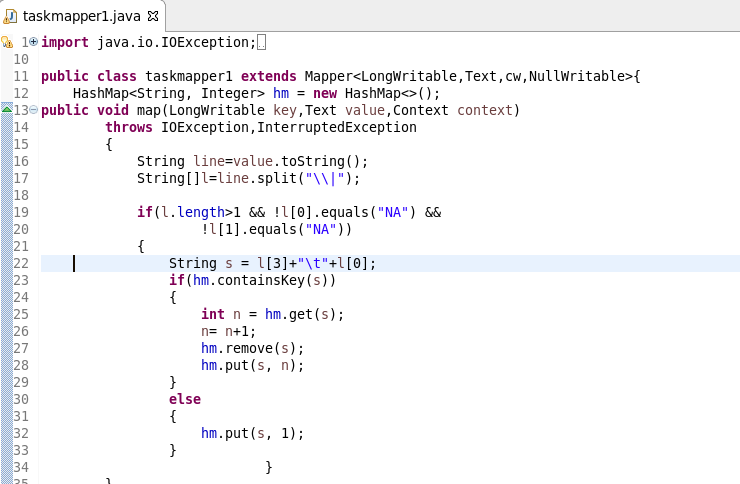 taskmapper1.java
1 import java.io.IOException;
10
11 public class taskmapper1 extends Mapper<LongWritable,Text,cw,NullWritable>{
12     HashMap<String, Integer> hm = new HashMap<>();
13 public void map(LongWritable key,Text value,Context context)
14         throws IOException,InterruptedException
15         {
16             String line=value.toString();
17             String[]l=line.split("\\|");
18
19             if(l.length>1 && !l[0].equals("NA") &&
20                     !l[1].equals("NA"))
21             {
22                 String s = l[3]+"\t"+l[0];
23                 if(hm.containsKey(s))
24                 {
25                     int n = hm.get(s);
26                     n= n+1;
27                     hm.remove(s);
28                     hm.put(s, n);
29                 }
30                 else
31                 {
32                     hm.put(s, 1);
33                 }
34                             }
35         }